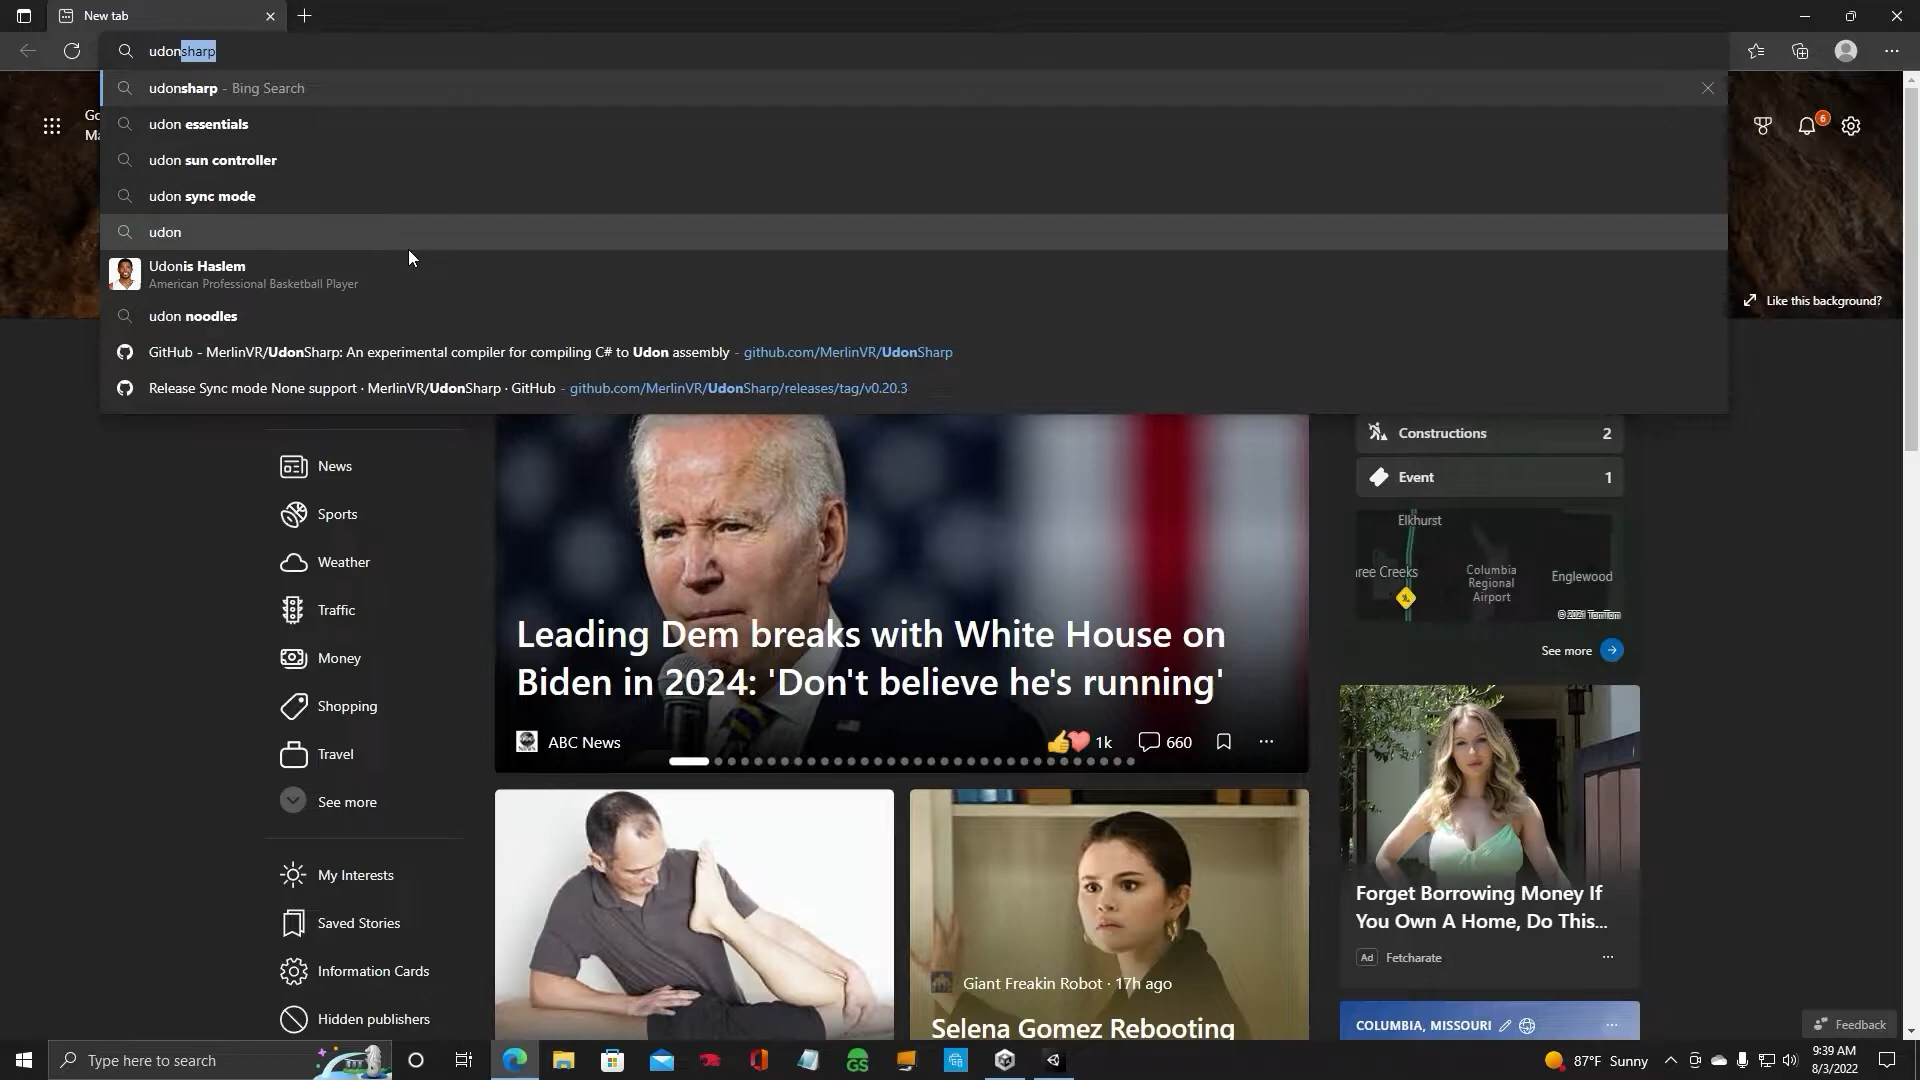 New tab
udonsharp
udonsharp - Bing Search
udon essentials
udon sun controller
udon sync mode
udon
Udonis Haslem
American Professional Basketball Player
udon noodles
GitHub - MerlinVR/UdonSharp: An experimental compiler for compiling C# to Udon assembly - github.com/MerlinVR/UdonSharp
Release Sync mode None support · MerlinVR/UdonSharp · GitHub - github.com/MerlinVR/UdonSharp/releases/tag/v0.20.3
6
Like this background?
News
Sports
Weather
Traffic
Money
Shopping
Travel
See more
My Interests
Saved Stories
Information Cards
Hidden publishers
Leading Dem breaks with White House on
Biden in 2024: 'Don't believe he's running'
ABC News
1k
660
Giant Freakin Robot · 17h ago
Selena Gomez Rebooting
Constructions 2
Event 1
Elkhurst
ree Creeks
Columbia
Regional
Airport
Englewood
TomTom
See more
Forget Borrowing Money If
You Own A Home, Do This...
Ad Fetcharate
COLUMBIA, MISSOURI
Feedback
Type here to search
GS
87°F Sunny
9:39 AM
8/3/2022